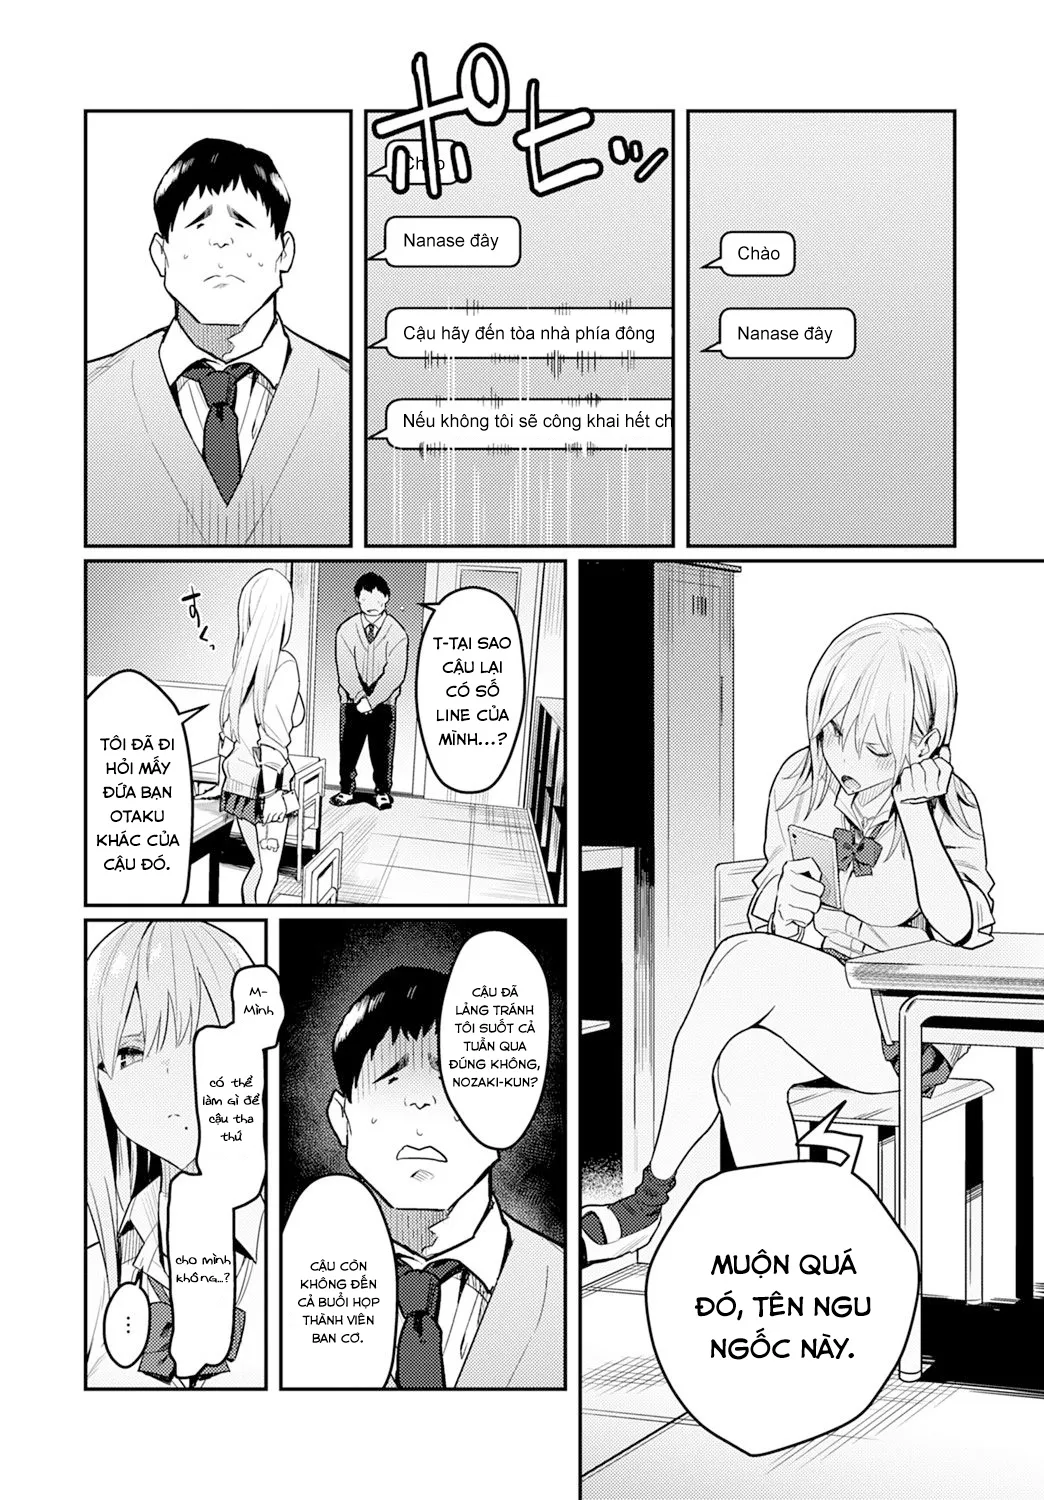 Chào
Nanase đây
ポピッ
Chào
Nanase đây
Cậu hãy đến tòa nhà phía đông
Nếu không tôi sẽ công khai hết ch
MUỘN QUÁ
ĐÓ, TÊN NGU
NGỐC NÀY.
T-TẠI SAO
CẬU LẠI
CÓ SỐ
LINE CỦA
MÌNH...?
すくっ
TÔI ĐÃ ĐI
HỎI MẤY
ĐỨA BẠN
OTAKU
KHÁC CỦA
CẬU ĐÓ.
CẬU ĐÃ
LẢNG TRÁNH
TÔI SUỐT CẢ
TUẦN QUA
ĐÚNG KHÔNG,
NOZAKI-KUN?
CẬU CÒN
KHÔNG ĐẾN
CẢ BUỔI HỌP
THÀNH VIÊN
BAN CƠ.
M-
Mình
có thể
làm gì để
cậu tha
thứ
cho mình
không...?
...